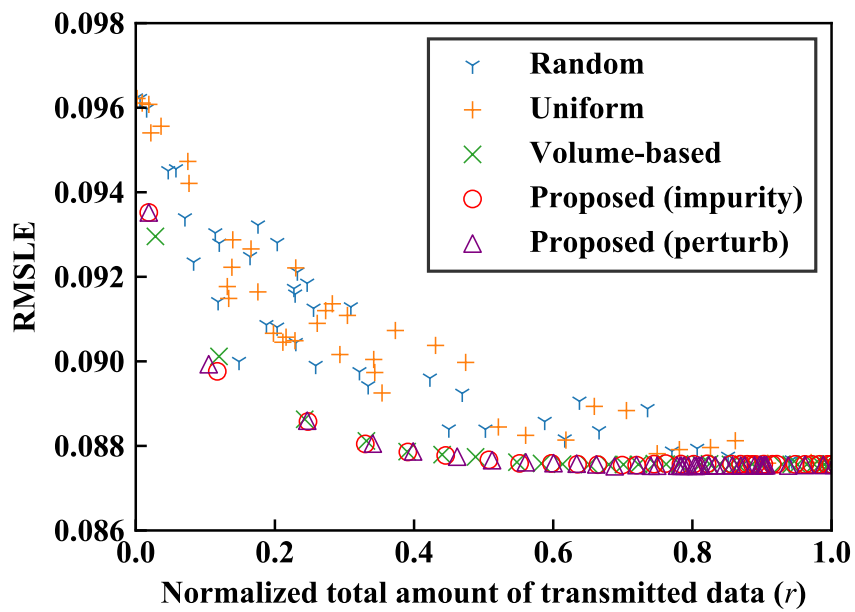 0.098
0.096
0.094
0.092
0.090
0.088
0.086
RMSLE
Random
Uniform
Volume-based
Proposed (impurity)
Proposed (perturb)
0.0 0.2 0.4 0.6 0.8 1.0
Normalized total amount of transmitted data (r)